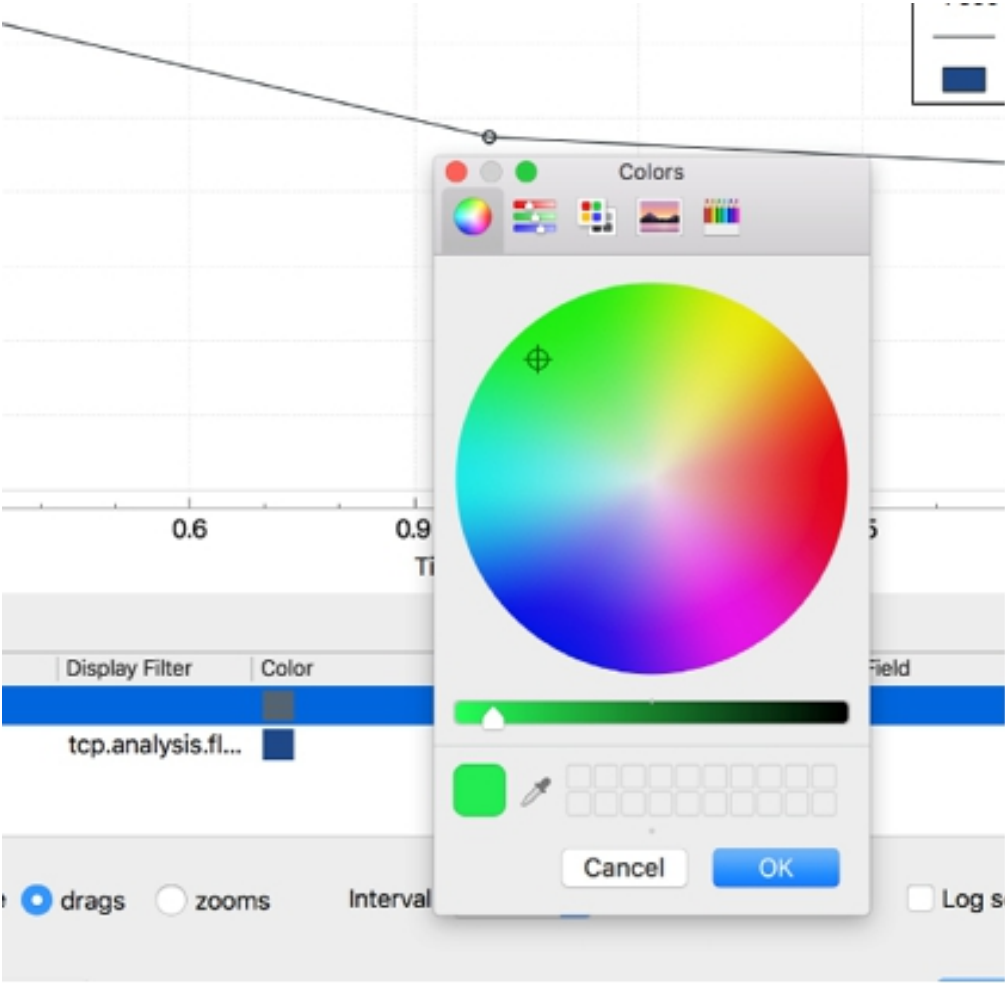 Colors
0.6
0.9
Display Filter
Color
Field
tcp.analysis.fl...
Cancel
OK
drags
zooms
Interval
Log